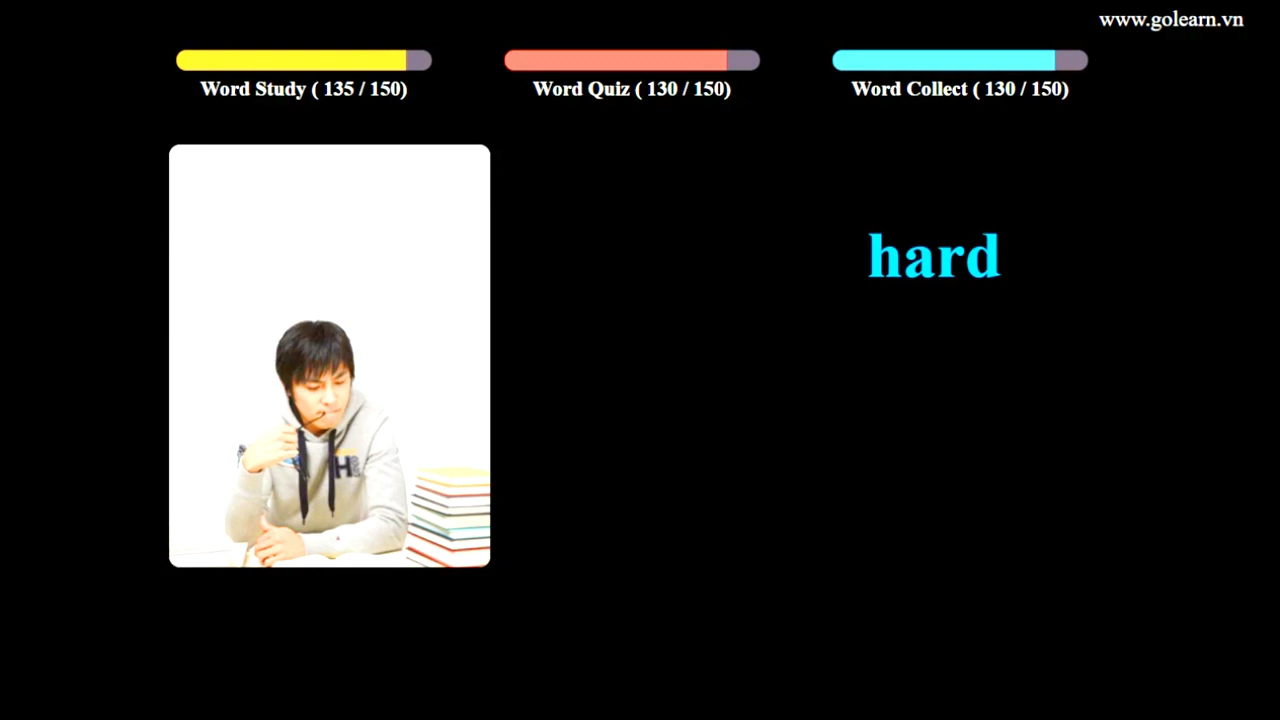 www.golearn.vn
Word Study ( 135 / 150)
Word Quiz ( 130 / 150)
Word Collect ( 130 / 150)
hard
H